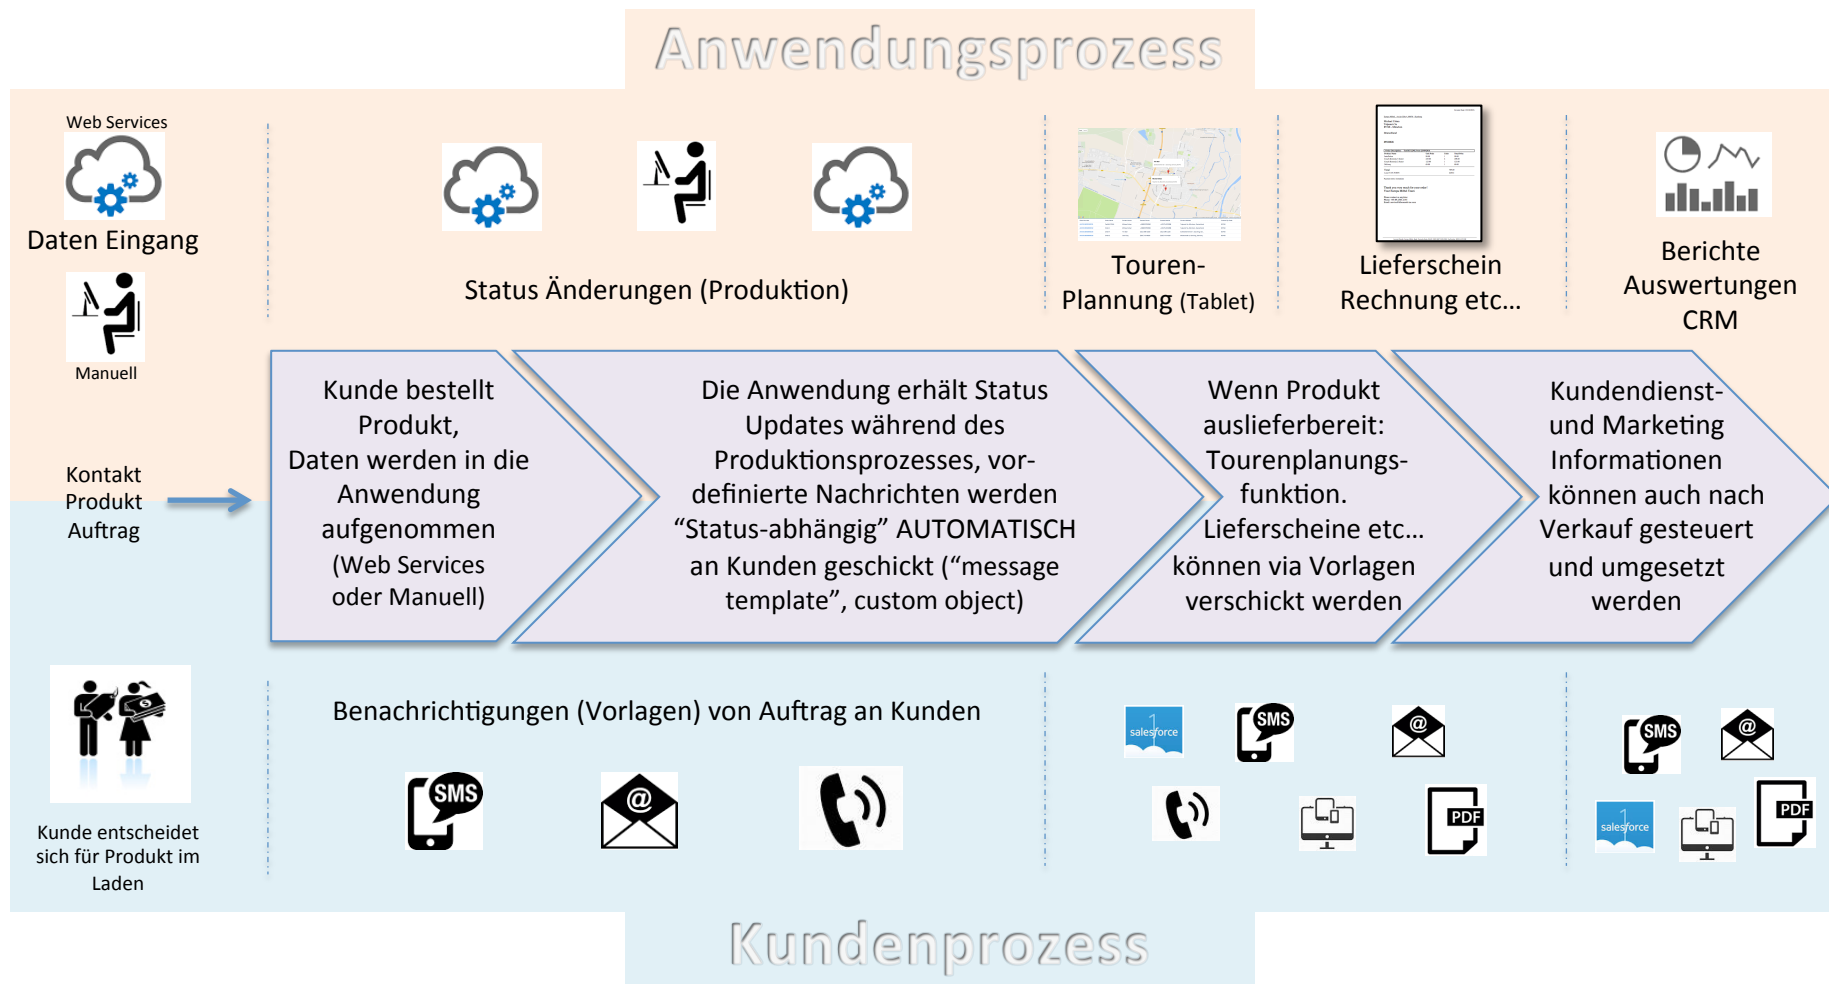 Anwendungsprozess
Web Services
Daten Eingang
Manuell
Status Änderungen (Produktion)
Touren-
Plannung (Tablet)
Lieferschein
Rechnung etc...
Berichte
Auswertungen
CRM
Kontakt
Produkt
Auftrag
Kunde bestellt
Produkt,
Daten werden in die
Anwendung
aufgenommen
(Web Services
oder Manuell)
Die Anwendung erhält Status
Updates während des
Produktionsprozesses, vor-
definierte Nachrichten werden
“Status-abhängig” AUTOMATISCH
an Kunden geschickt (“message
template”, custom object)
Wenn Produkt
auslieferbereit:
Tourenplanungs-
funktion.
Lieferscheine etc...
können via Vorlagen
verschickt werden
Kundendienst-
und Marketing
Informationen
können auch nach
Verkauf gesteuert
und umgesetzt
werden
Kunde entscheidet
sich für Produkt im
Laden
Benachrichtigungen (Vorlagen) von Auftrag an Kunden
SMS
@
salesforce
1
SMS
@
PDF
SMS
@
salesforce
1
PDF
Kundenprozess